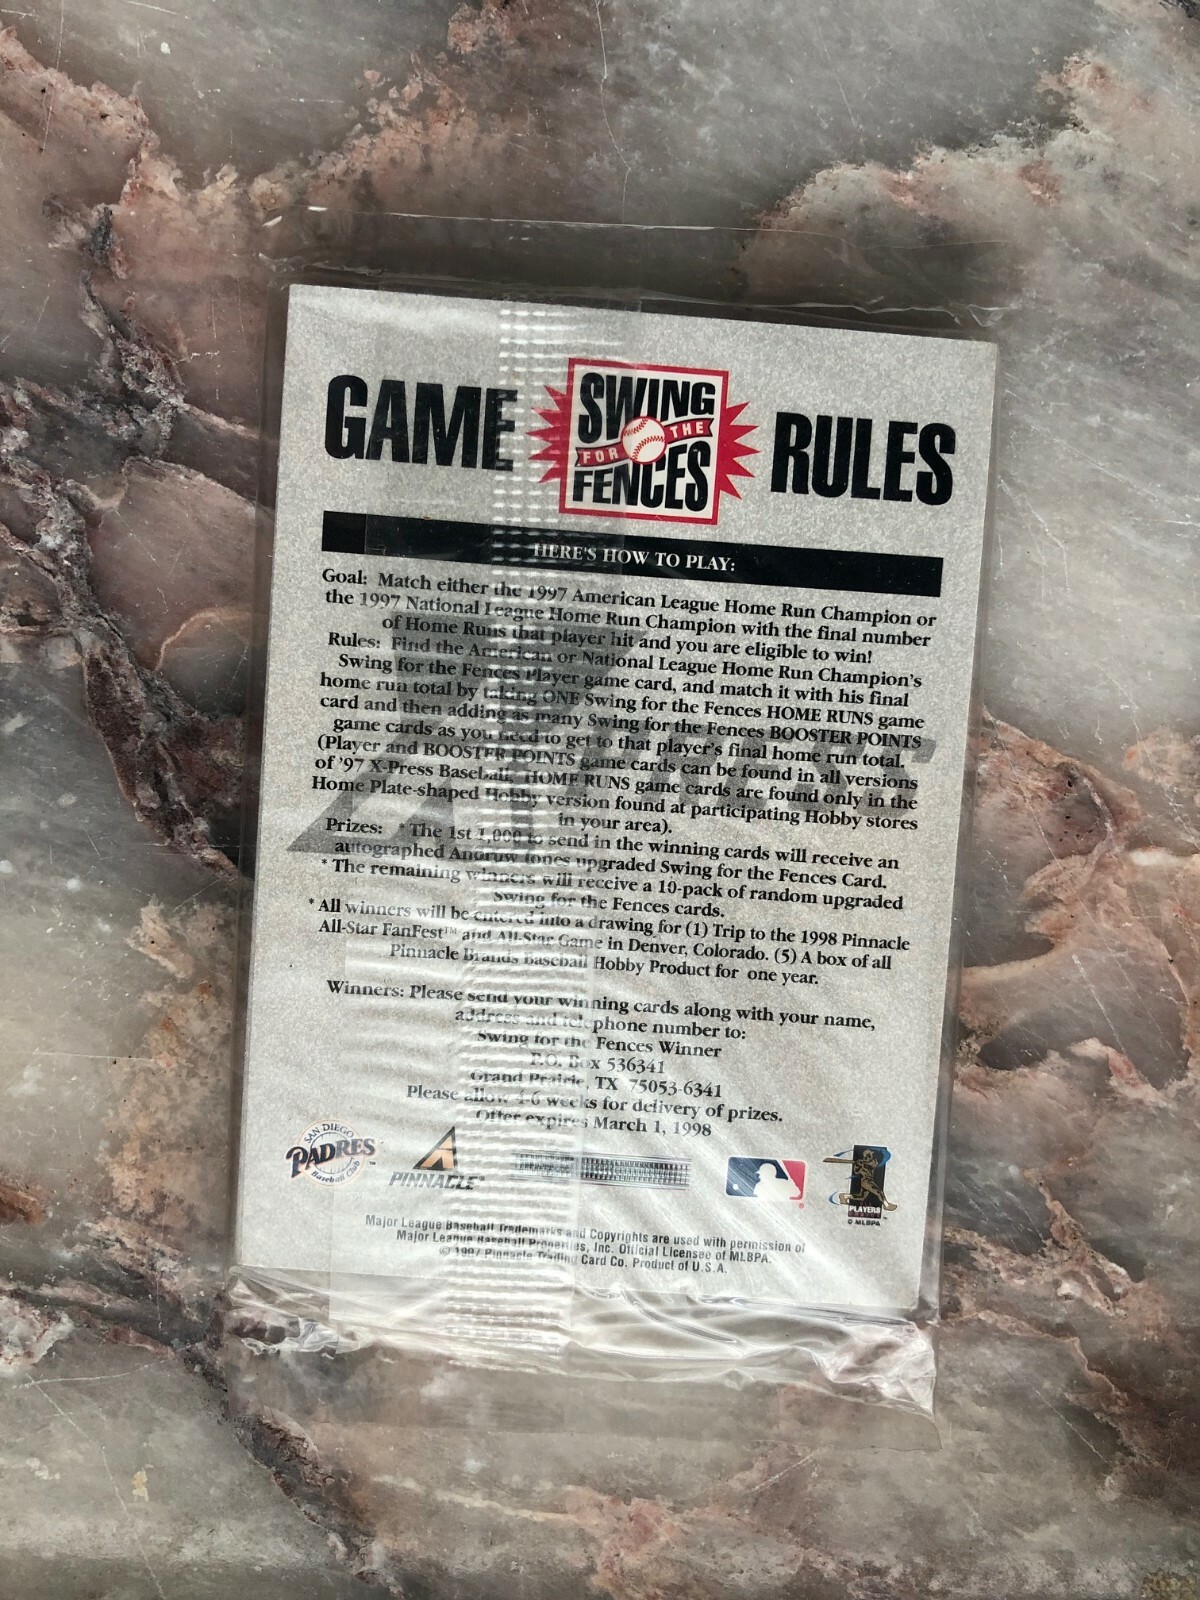 GAME SWING FOR THE FENCES RULES
HERE'S HOW TO PLAY:
Goal: Match either the 1997 American League Home Run Champion or
the 1997 National League Home Run Champion with the final number
of Home Runs that player hit and you are eligible to win!
Rules: Find the American or National League Home Run Champion's
Swing for the Fences Player game card, and match it with his final
home run total by taking ONE Swing for the Fences HOME RUNS game
card and then adding as many Swing for the Fences BOOSTER POINTS
game cards as you need to get to that player's final home run total.
(Player and BOOSTER POINTS game cards can be found in all versions
of '97 X-Press Baseball. HOME RUNS game cards are found only in the
Home Plate-shaped Hobby version found at participating Hobby stores
in your area).
Prizes: * The 1st 1,000 to send in the winning cards will receive an
autographed Andruw Jones upgraded Swing for the Fences Card.
* The remaining winners will receive a 10-pack of random upgraded
Swing for the Fences cards.
* All winners will be entered into a drawing for (1) Trip to the 1998 Pinnacle
All-Star FanFest™ and All-Star Game in Denver, Colorado. (5) A box of all
Pinnacle Brands Baseball Hobby Product for one year.
Winners: Please send your winning cards along with your name,
address and telephone number to:
Swing for the Fences Winner
P.O. Box 536341
Grand Prairie, TX 75053-6341
Please allow 4-6 weeks for delivery of prizes.
Offer expires March 1, 1998
SAN DIEGO
PADRES™
Baseball Club
PINNACLE®
PLAYERS
© MLBPA
Major League Baseball Trademarks and Copyrights are used with permission of
Major League Baseball Properties, Inc. Official Licensee of MLBPA.
© 1997 Pinnacle Trading Card Co. Product of U.S.A.